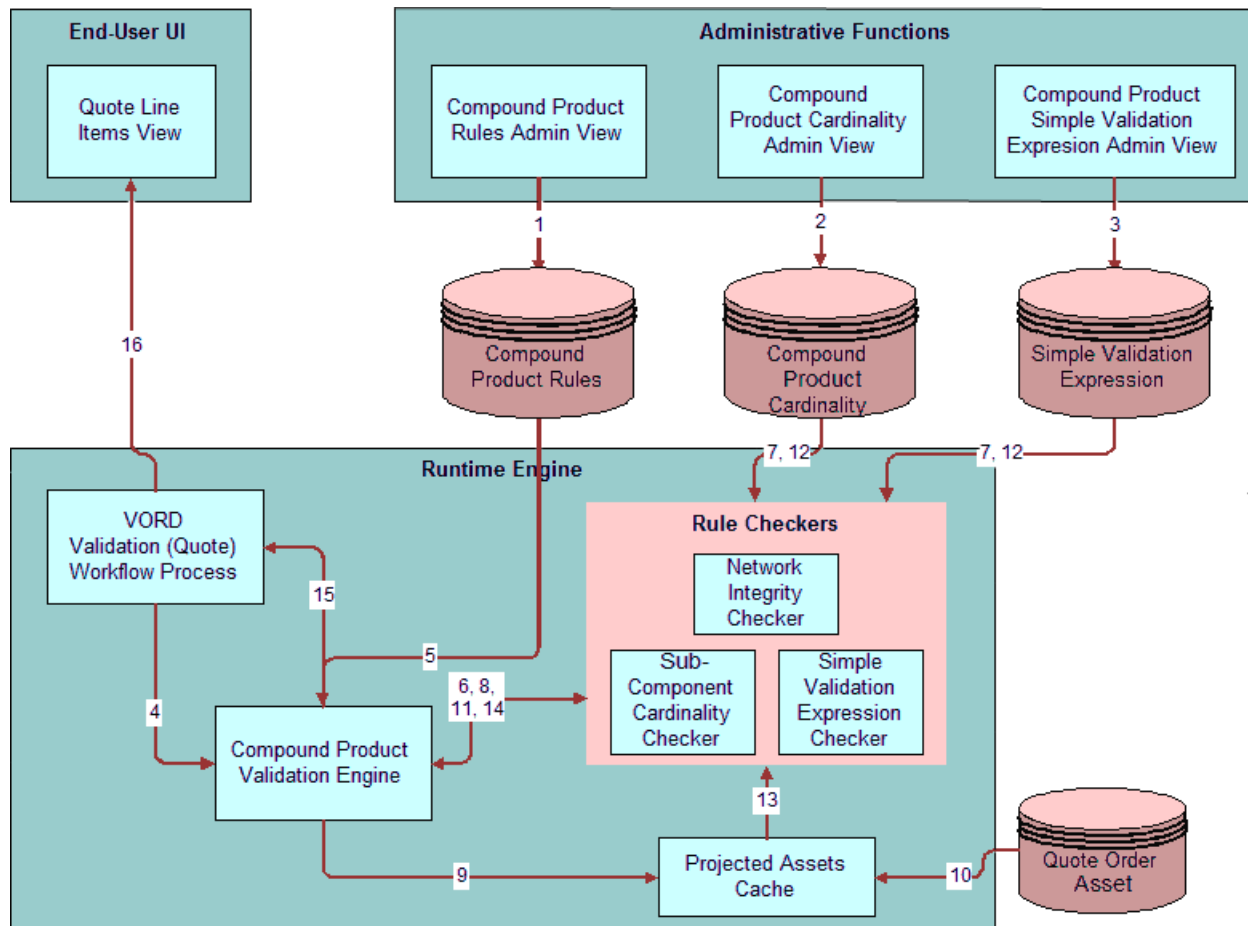 End-User UI
Quote Line
Items View
Administrative Functions
Compound Product
Rules Admin View
Compound
Product Cardinality
Admin View
Compound Product
Simple Validation
Expresion Admin View
1
2
3
16
Compound
Product Rules
Compound
Product
Cardinality
Simple Validation
Expression
7, 12
7, 12
Runtime Engine
VORD
Validation (Quote)
Workflow Process
15
5
4
6, 8,
11, 14
Rule Checkers
Network
Integrity
Checker
Sub-
Component
Cardinality
Checker
Simple
Validation
Expression
Checker
Compound Product
Validation Engine
13
9
Projected Assets
Cache
10
Quote Order
Asset